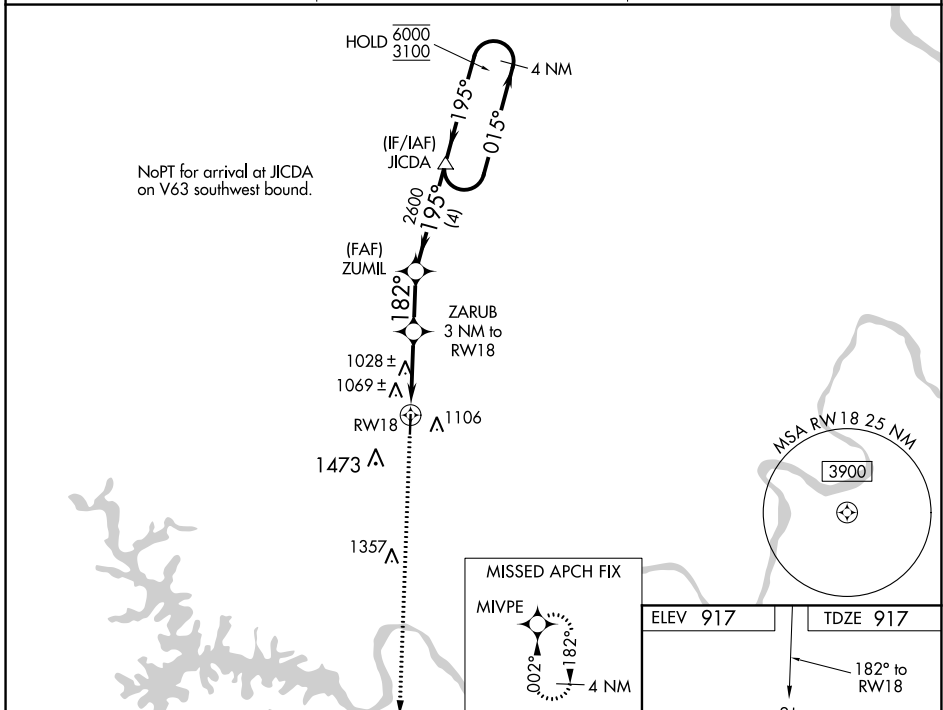 HOLD 6000
3100
4 NM
195°
015°
(IF/IAF)
JICDA
NoPT for arrival at JICDA
on V63 southwest bound.
2600
195°
(4)
(FAF)
ZUMIL
182°
ZARUB
3 NM to
RW18
1028 ±
1069 ±
RW18
1106
1473
1357
MSA RW18 25 NM
3900
MISSED APCH FIX
MIVPE
002°
182°
4 NM
ELEV 917
TDZE 917
182° to
RW18